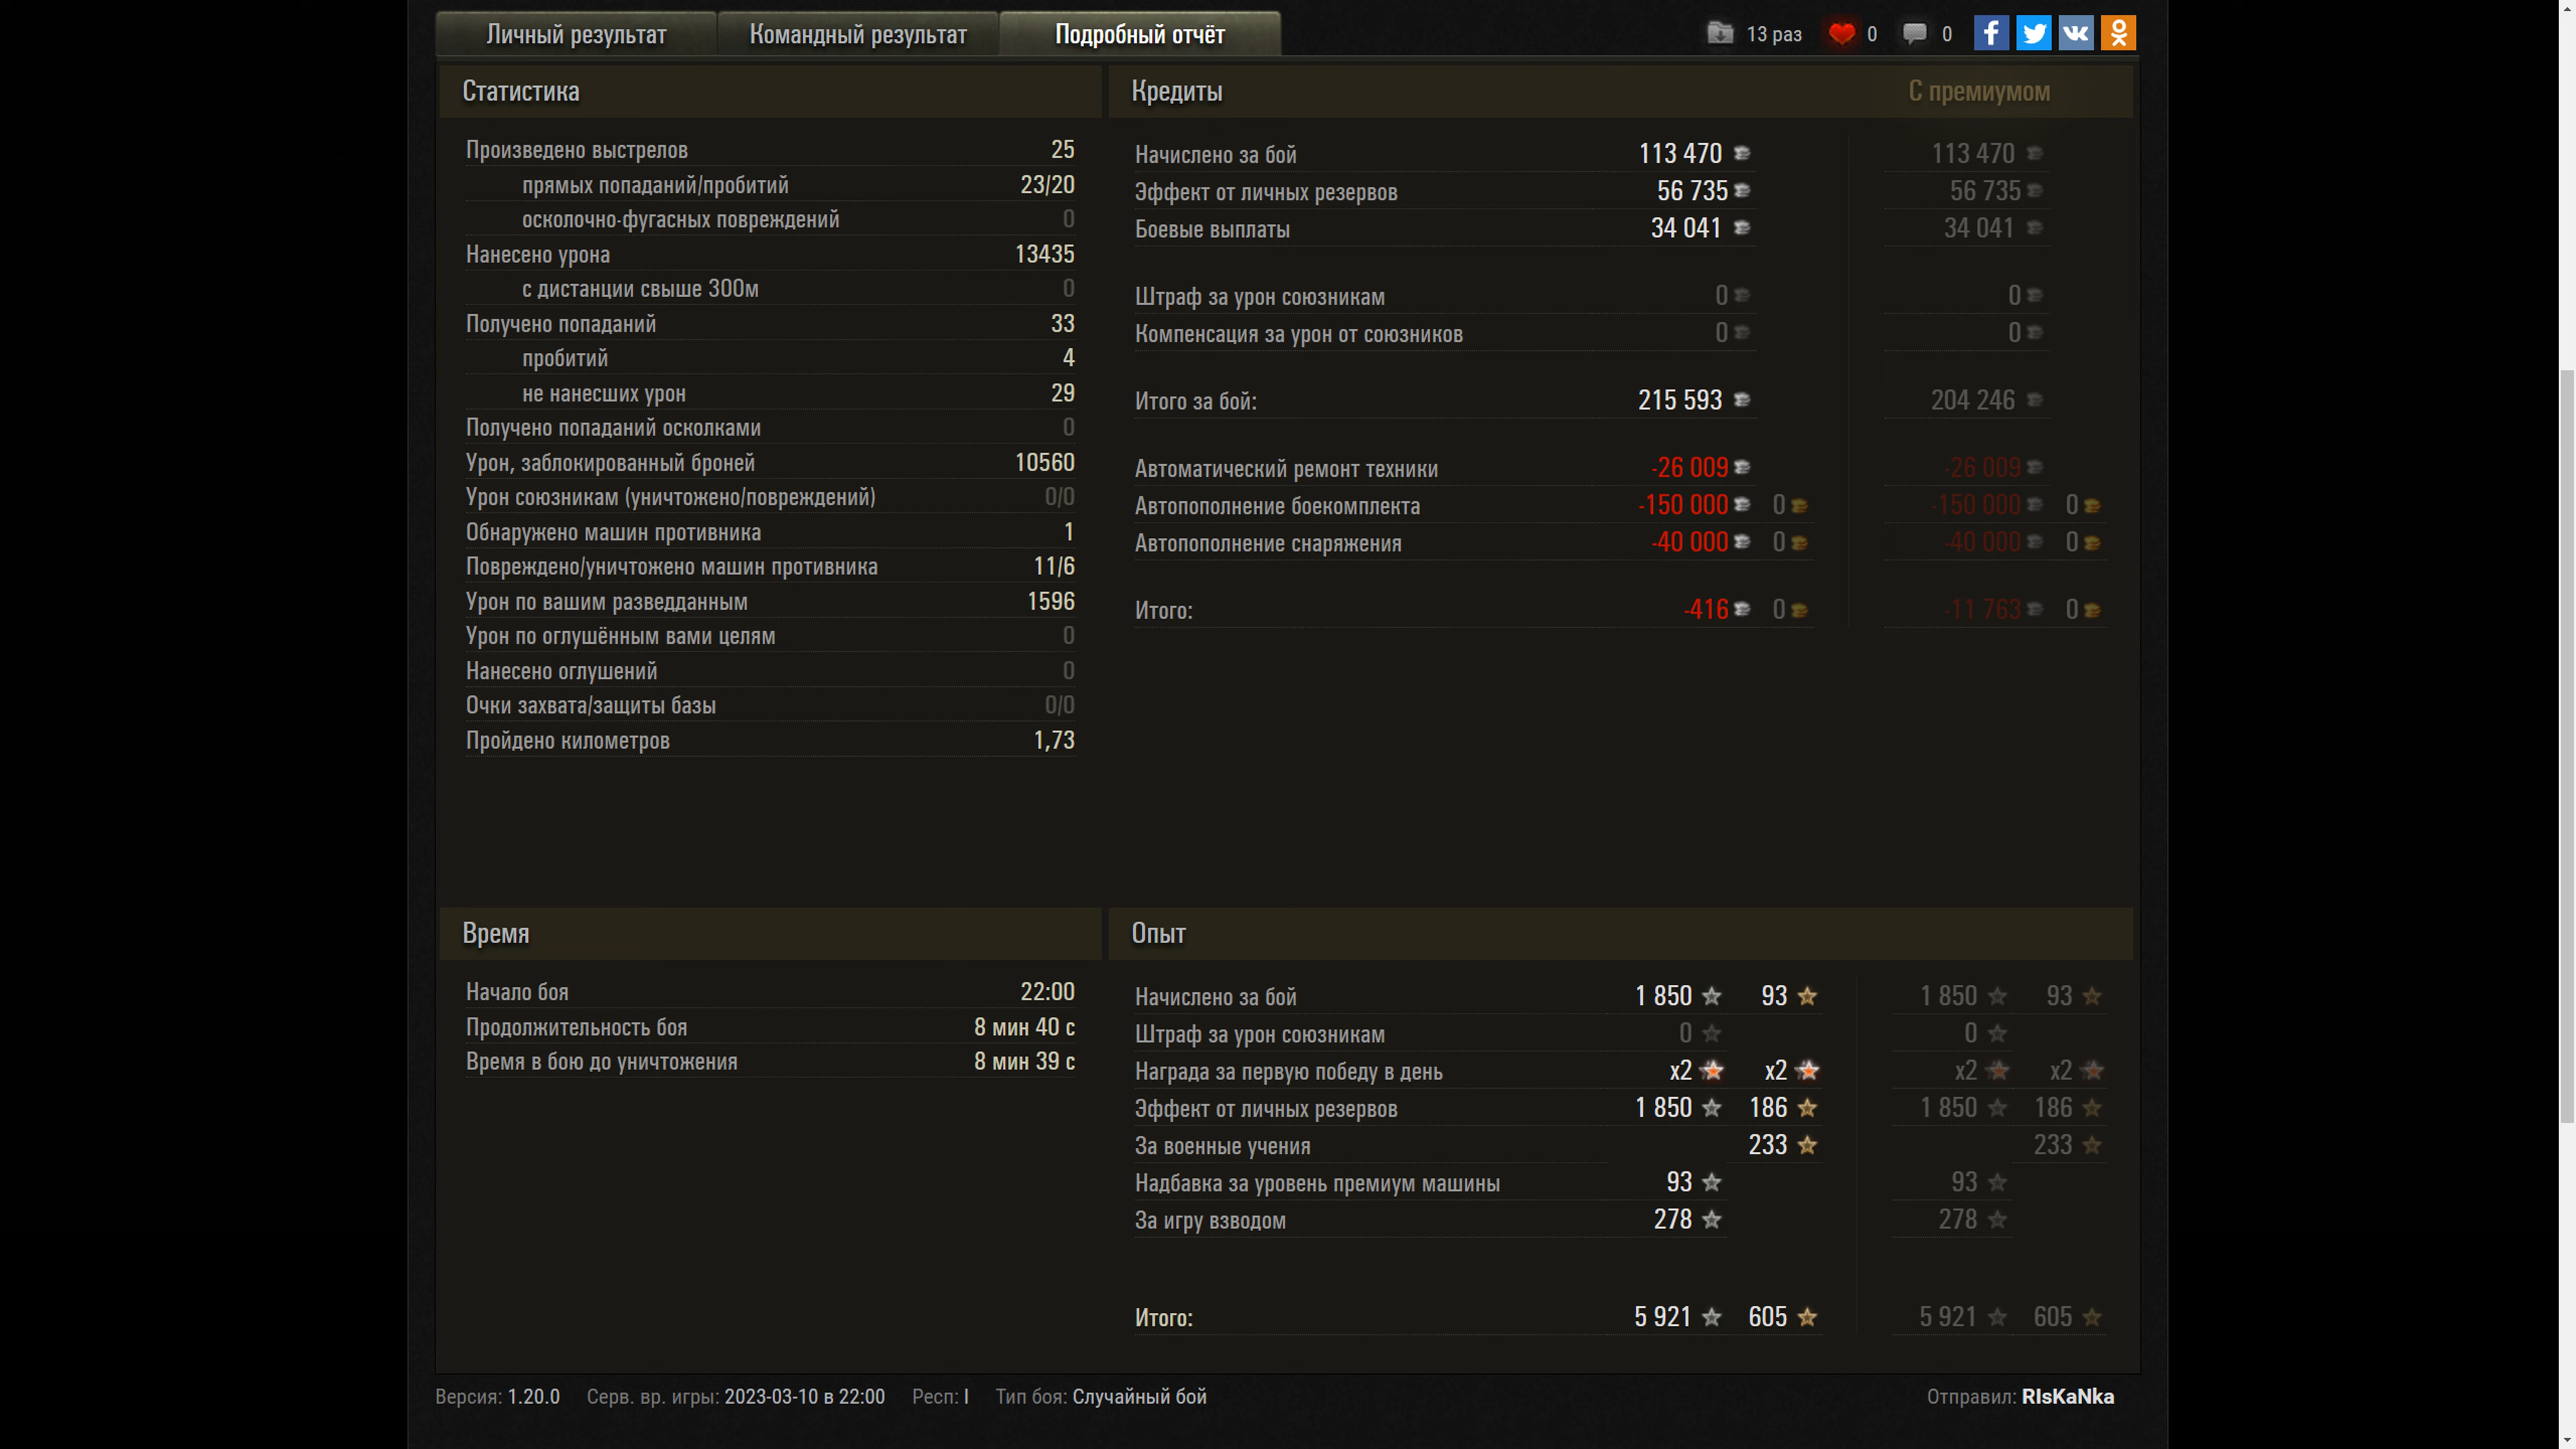 Личный результат Командный результат Подробный отчёт 13 раз 0 0
Статистика
Произведено выстрелов 25
прямых попаданий/пробитий 23/20
осколочно-фугасных повреждений 0
Нанесено урона 13435
с дистанции свыше 300м 0
Получено попаданий 33
пробитий 4
не нанесших урон 29
Получено попаданий осколками 0
Урон, заблокированный броней 10560
Урон союзникам (уничтожено/повреждений) 0/0
Обнаружено машин противника 1
Повреждено/уничтожено машин противника 11/6
Урон по вашим разведданным 1596
Урон по оглушённым вами целям 0
Нанесено оглушений 0
Очки захвата/защиты базы 0/0
Пройдено километров 1,73
Кредиты С премиумом
Начислено за бой 113 470 113 470
Эффект от личных резервов 56 735 56 735
Боевые выплаты 34 041 34 041
Штраф за урон союзникам 0 0
Компенсация за урон от союзников 0 0
Итого за бой: 215 593 204 246
Автоматический ремонт техники -26 009 -26 009
Автопополнение боекомплекта -150 000 0 -150 000 0
Автопополнение снаряжения -40 000 0 -40 000 0
Итого: -416 0 -11 763 0
Время
Начало боя 22:00
Продолжительность боя 8 мин 40 с
Время в бою до уничтожения 8 мин 39 с
Опыт
Начислено за бой 1 850 93 1 850 93
Штраф за урон союзникам 0 0
Награда за первую победу в день x2 x2 x2 x2
Эффект от личных резервов 1 850 186 1 850 186
За военные учения 233 233
Надбавка за уровень премиум машины 93 93
За игру взводом 278 278
Итого: 5 921 605 5 921 605
Версия: 1.20.0 Серв. вр. игры: 2023-03-10 в 22:00 Респ: I Тип боя: Случайный бой Отправил: RIsKaNka